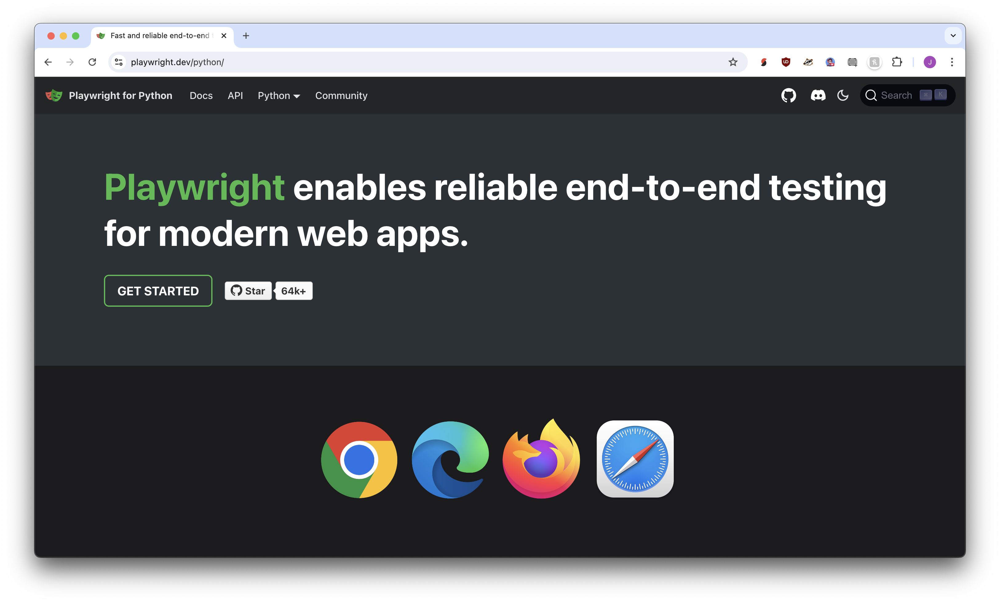 Fast and reliable end-to-end
playwright.dev/python/
J
Playwright for Python
Docs
API
Python
Community
Search
⌘ K
Playwright enables reliable end-to-end testing
for modern web apps.
GET STARTED
Star
64k+